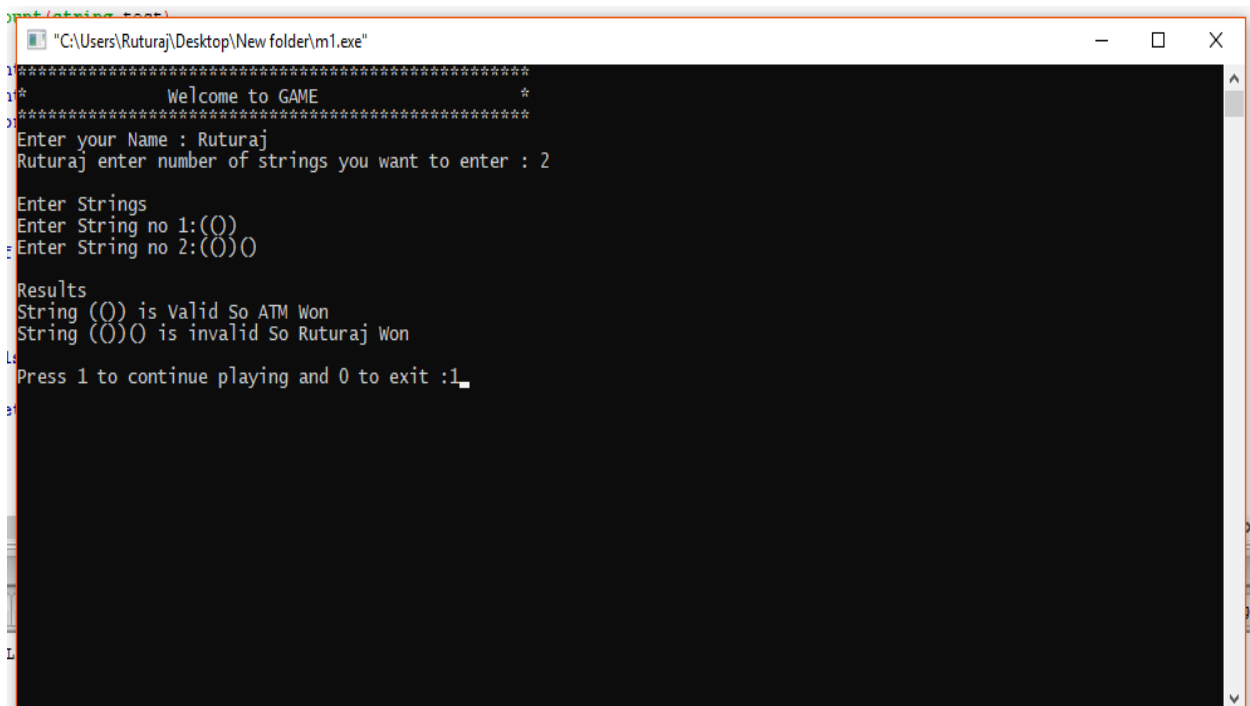 ount(string test)
"C:\Users\Ruturaj\Desktop\New folder\m1.exe"
***************************************************
* Welcome to GAME *
***************************************************
Enter your Name : Ruturaj
Ruturaj enter number of strings you want to enter : 2
Enter Strings
Enter String no 1:(())
Enter String no 2:(())()
Results
String (()) is Valid So ATM Won
String (())() is invalid So Ruturaj Won
Press 1 to continue playing and 0 to exit :1